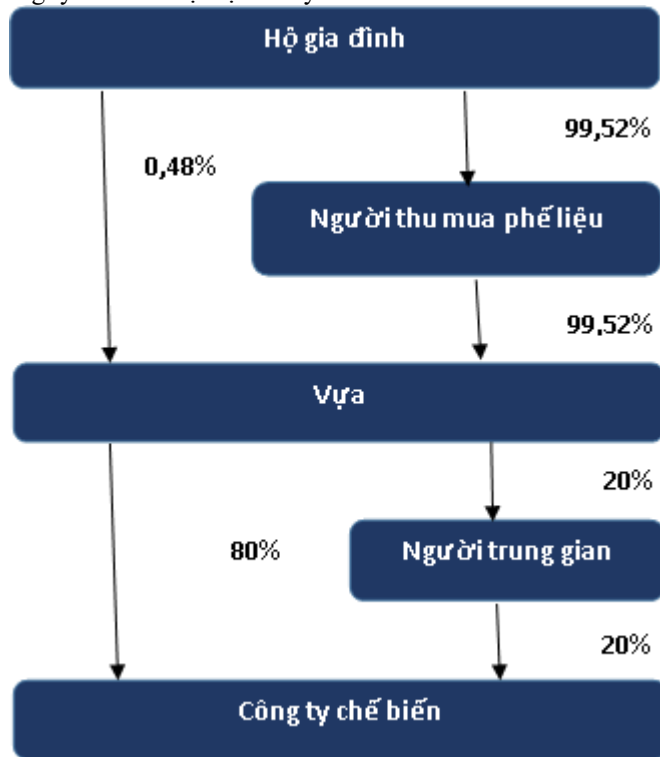 Hộ gia đình
99,52%
0,48%
Người thu mua phế liệu
99,52%
Vựa
20%
80%
Người trung gian
20%
Công ty chế biến